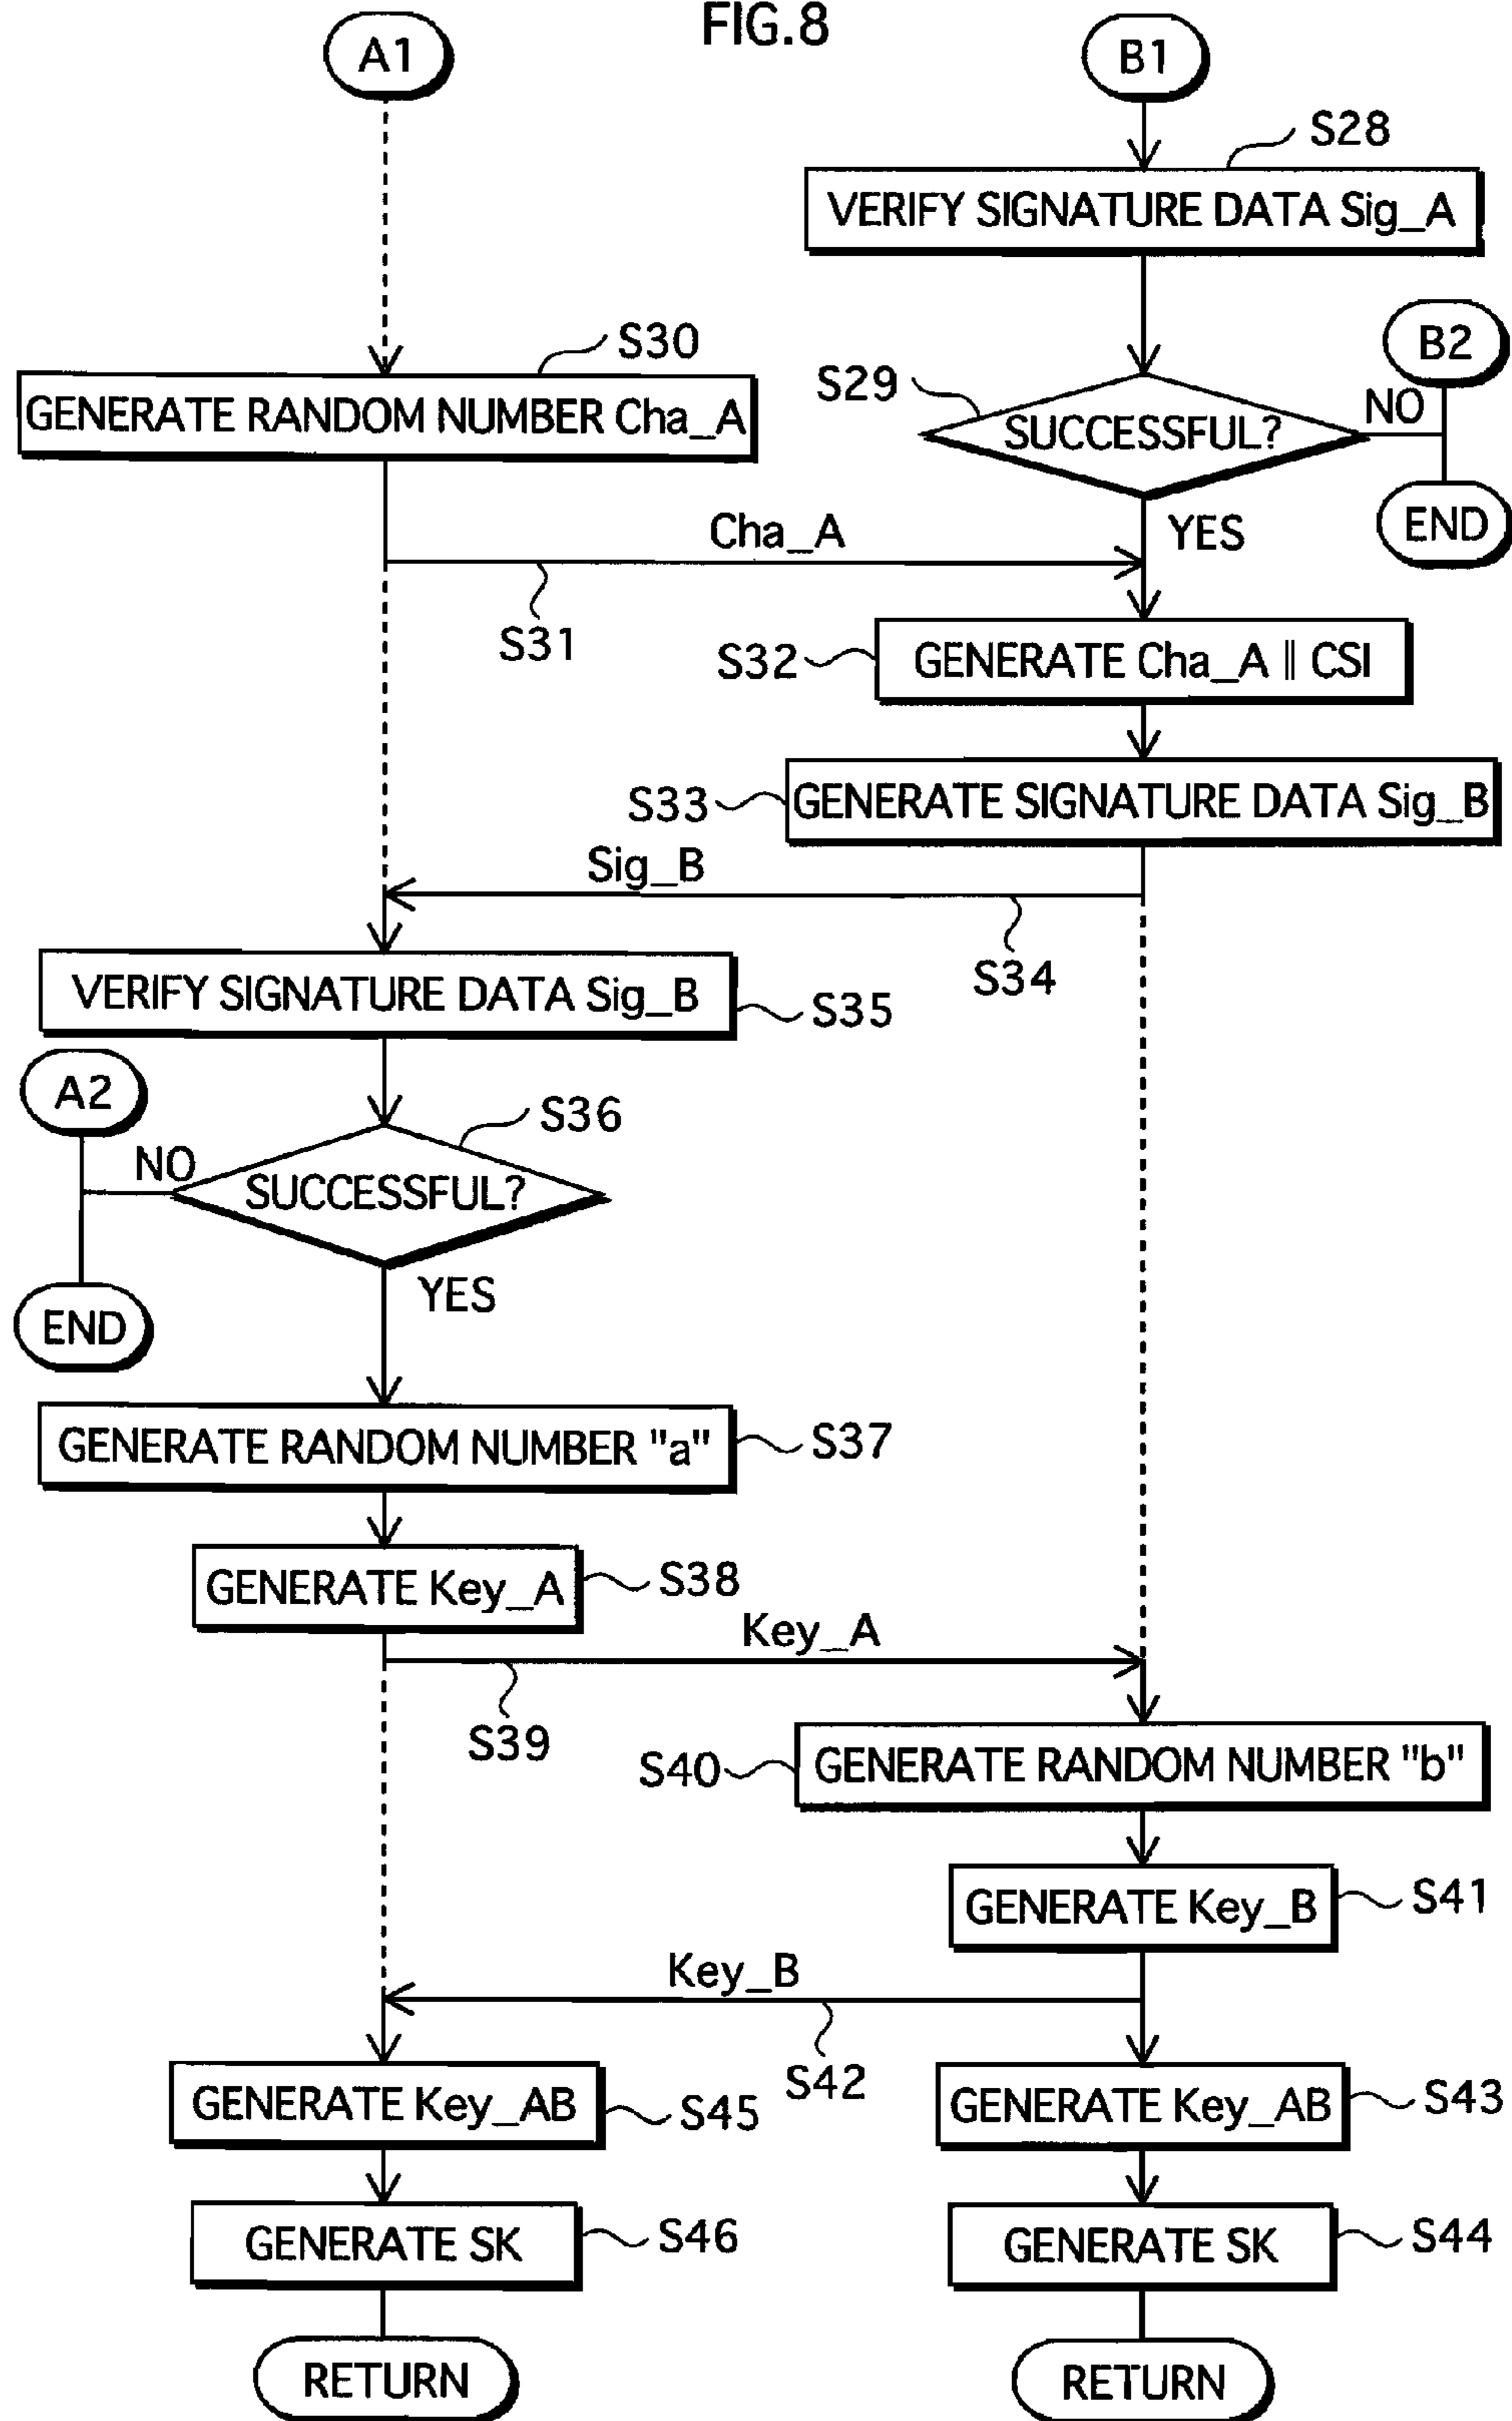 FIG.8
A1
B1
S28
VERIFY SIGNATURE DATA Sig_A
B2
S30
GENERATE RANDOM NUMBER Cha_A
S29
SUCCESSFUL?
NO
END
YES
Cha_A
S31
S32
GENERATE Cha_A || CSI
S33
GENERATE SIGNATURE DATA Sig_B
Sig_B
S34
VERIFY SIGNATURE DATA Sig_B
S35
A2
S36
NO
SUCCESSFUL?
YES
END
GENERATE RANDOM NUMBER "a"
S37
GENERATE Key_A
S38
Key_A
S39
S40
GENERATE RANDOM NUMBER "b"
GENERATE Key_B
S41
Key_B
S42
GENERATE Key_AB
S45
GENERATE Key_AB
S43
GENERATE SK
S46
GENERATE SK
S44
RETURN
RETURN